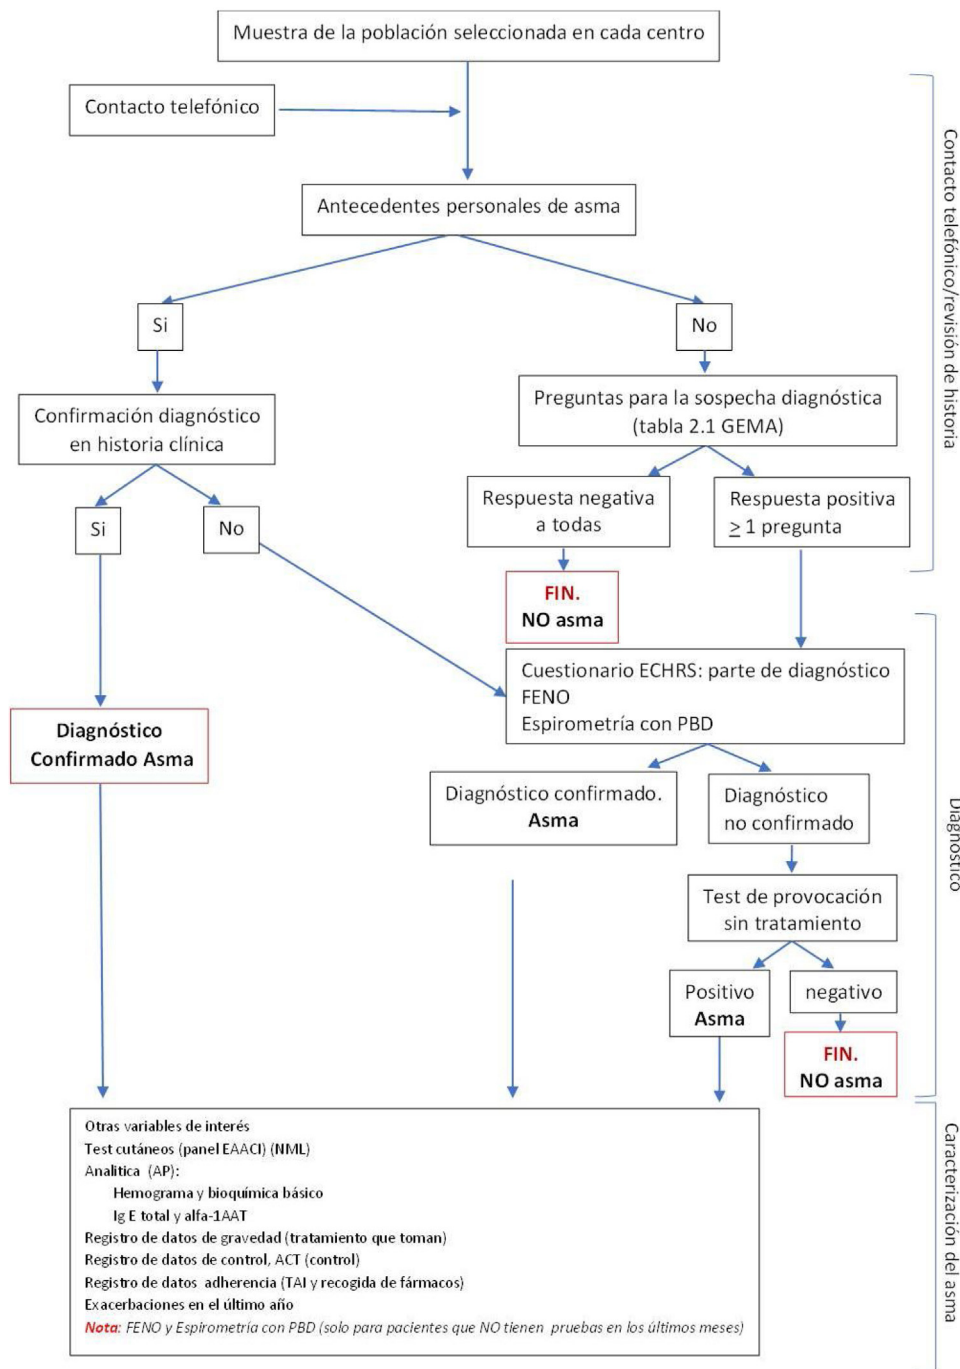 Muestra de la población seleccionada en cada centro
Contacto telefónico
Antecedentes personales de asma
Si
No
Confirmación diagnóstico
en historia clínica
Preguntas para la sospecha diagnóstica
(tabla 2.1 GEMA)
Si
No
Respuesta negativa
a todas
Respuesta positiva
≥ 1 pregunta
FIN.
NO asma
Contacto telefónico/revisión de historia
Cuestionario ECHRS: parte de diagnóstico
FENO
Espirometría con PBD
Diagnóstico
Confirmado Asma
Diagnóstico confirmado.
Asma
Diagnóstico
no confirmado
Test de provocación
sin tratamiento
Positivo
Asma
negativo
FIN.
NO asma
Diagnóstico
Otras variables de interés
Test cutáneos (panel EAACI) (NML)
Analitica (AP):
Hemograma y bioquímica básico
Ig E total y alfa-1AAT
Registro de datos de gravedad (tratamiento que toman)
Registro de datos de control, ACT (control)
Registro de datos adherencia (TAI y recogida de fármacos)
Exacerbaciones en el último año
Nota: FENO y Espirometría con PBD (solo para pacientes que NO tienen pruebas en los últimos meses)
Caracterización del asma